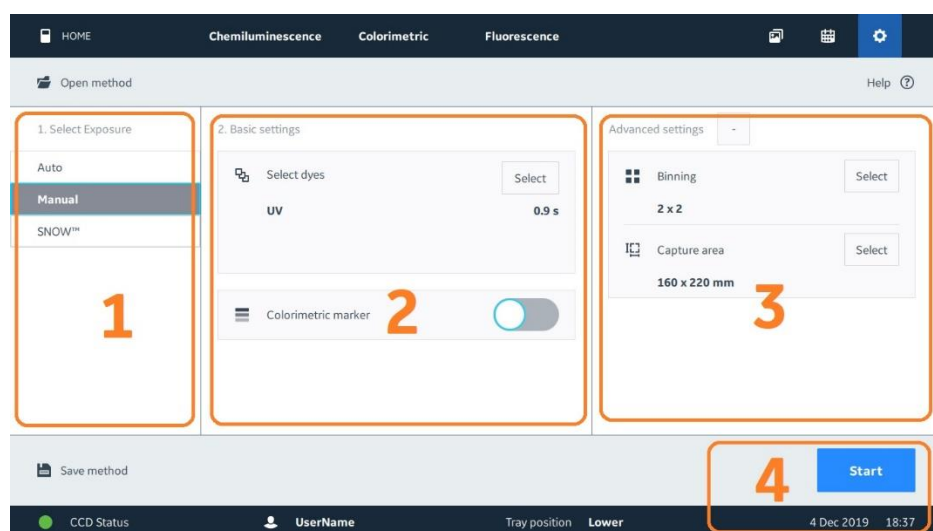 HOME Chemiluminescence Colorimetric Fluorescence
Open method Help ?
1. Select Exposure
Auto
Manual
SNOW™
1
2. Basic settings
Select dyes Select
UV 0.9 s
Colorimetric marker
2
Advanced settings -
Binning Select
2 x 2
Capture area Select
160 x 220 mm
3
Save method Start
4
CCD Status UserName Tray position Lower 4 Dec 2019 18:37